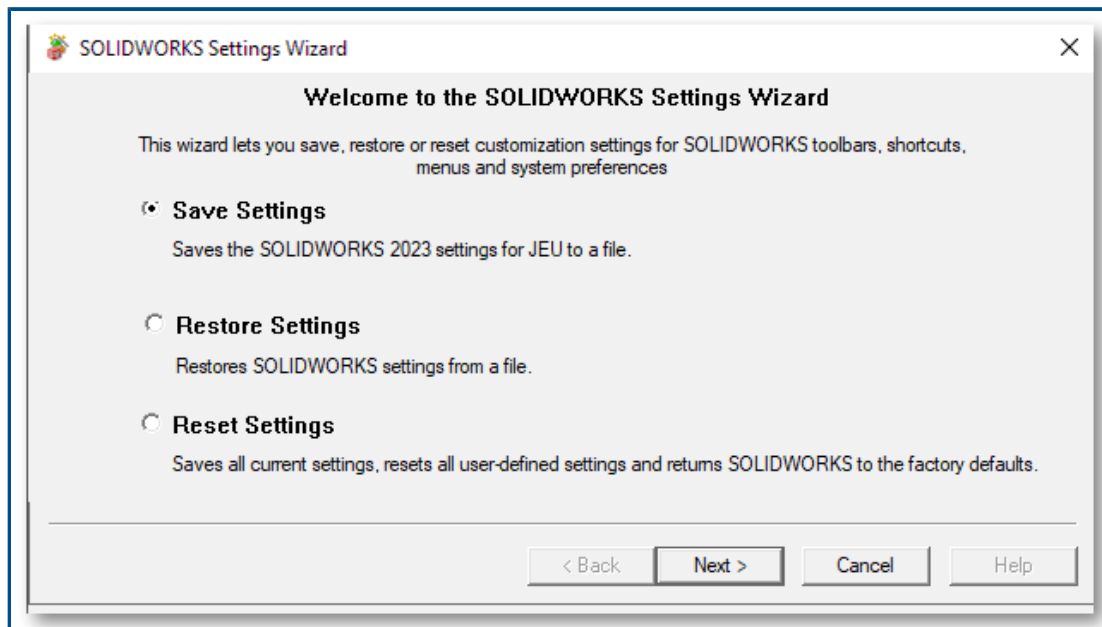 SOLIDWORKS Settings Wizard
Welcome to the SOLIDWORKS Settings Wizard
This wizard lets you save, restore or reset customization settings for SOLIDWORKS toolbars, shortcuts,
menus and system preferences
Save Settings
Saves the SOLIDWORKS 2023 settings for JEU to a file.
Restore Settings
Restores SOLIDWORKS settings from a file.
Reset Settings
Saves all current settings, resets all user-defined settings and returns SOLIDWORKS to the factory defaults.
< Back Next > Cancel Help